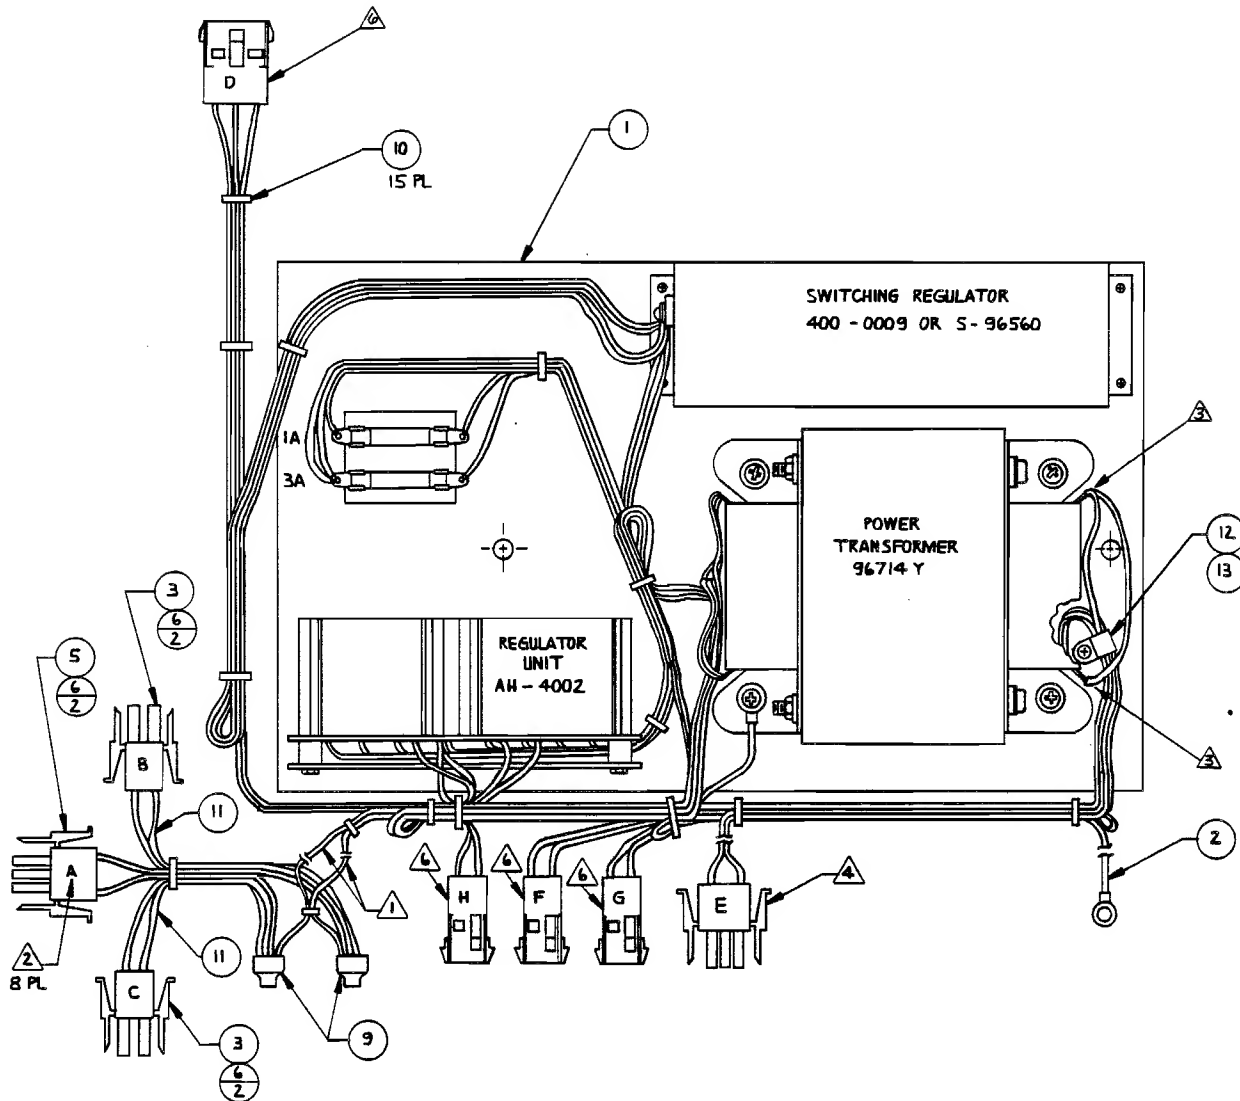 6
D
10
15 PL
1
SWITCHING REGULATOR
400 - 0009 OR S - 96560
1A
3A
3
POWER
TRANSFORMER
96714 Y
12
13
3
6
2
5
6
2
REGULATOR
UNIT
AH - 4002
B
3
11
A
6
H
6
F
6
G
E
4
2
1
2
8 PL
11
C
3
6
2
9